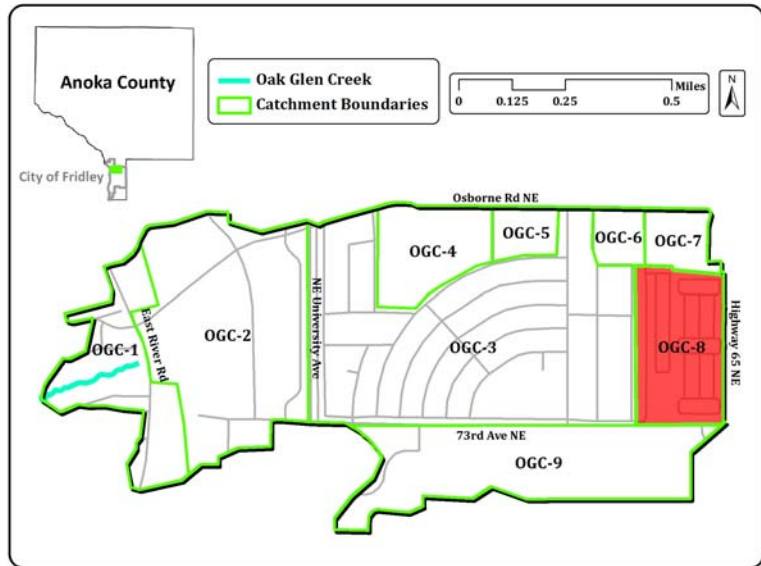 Anoka County
City of Fridley
Oak Glen Creek
Catchment Boundaries
Miles
0 0.125 0.25 0.5
N
Osborne Rd NE
OGC-4
OGC-5
OGC-6
OGC-7
NE University Ave
East River Rd
OGC-2
OGC-1
OGC-3
OGC-8
Highway 65 NE
73rd Ave NE
OGC-9